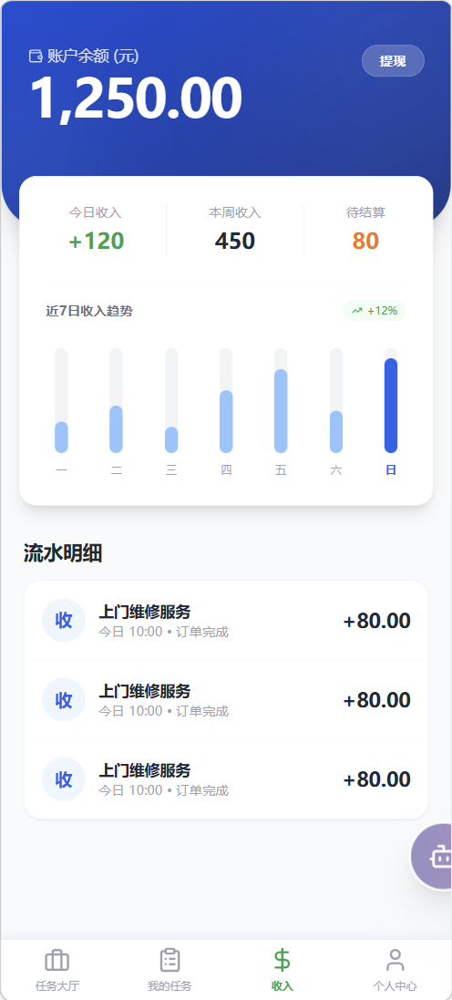 账户余额 (元)
提现
1,250.00
今日收入 本周收入 待结算
+120 450 80
近7日收入趋势 +12%
一 二 三 四 五 六 日
流水明细
收 上门维修服务 +80.00
今日 10:00 • 订单完成
收 上门维修服务 +80.00
今日 10:00 • 订单完成
收 上门维修服务 +80.00
今日 10:00 • 订单完成
任务大厅 我的任务 收入 个人中心